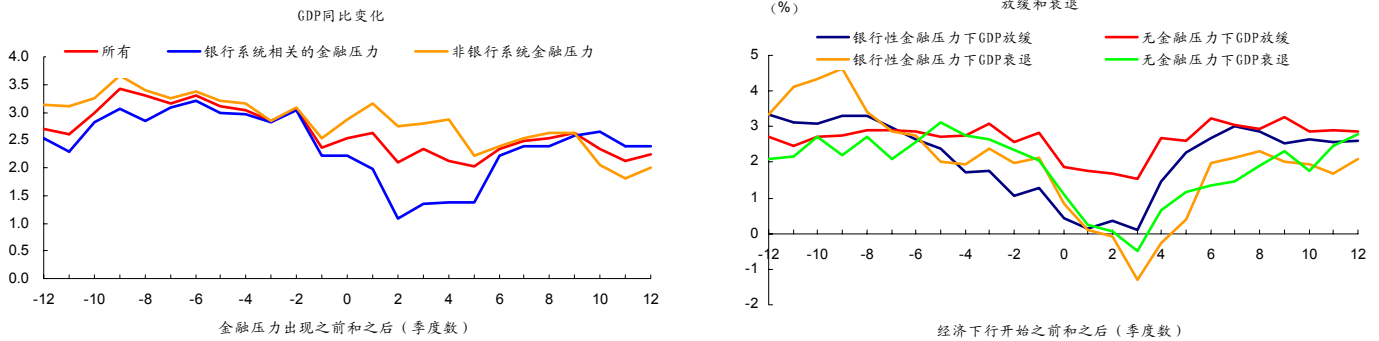 GDP同比变化
所有 银行系统相关的金融压力 非银行系统金融压力
4.0
3.5
3.0
2.5
2.0
1.5
1.0
0.5
0.0
-12 -10 -8 -6 -4 -2 0 2 4 6 8 10 12
金融压力出现之前和之后（季度数）
放缓和衰退
（%）
银行性金融压力下GDP放缓 无金融压力下GDP放缓
银行性金融压力下GDP衰退 无金融压力下GDP衰退
5
4
3
2
1
0
-1
-2
-12 -10 -8 -6 -4 -2 0 2 4 6 8 10 12
经济下行开始之前和之后（季度数）